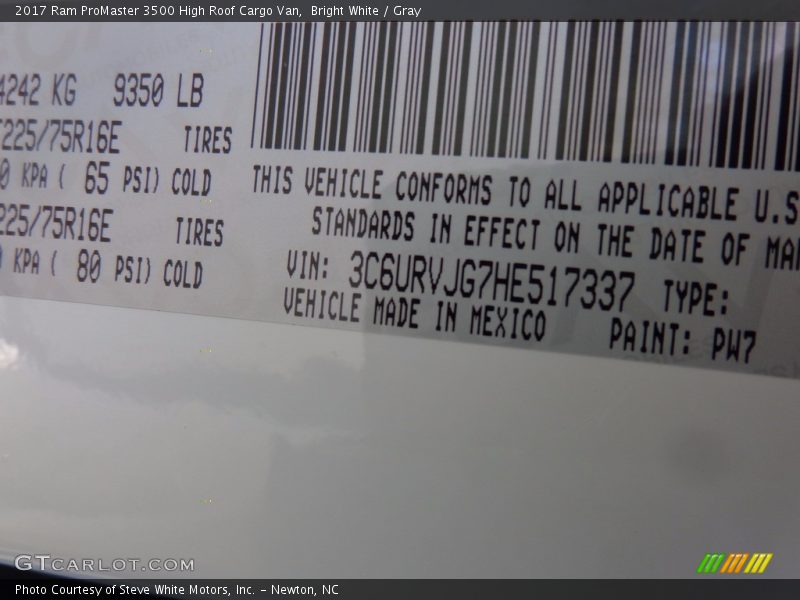 2017 Ram ProMaster 3500 High Roof Cargo Van, Bright White / Gray
4242 KG 9350 LB
225/75R16E TIRES
0 KPA ( 65 PSI) COLD
225/75R16E TIRES
KPA ( 80 PSI) COLD
THIS VEHICLE CONFORMS TO ALL APPLICABLE U.S
STANDARDS IN EFFECT ON THE DATE OF MAN
VIN: 3C6URVJG7HE517337 TYPE:
VEHICLE MADE IN MEXICO PAINT: PW7
GTCARLOT.COM
Photo Courtesy of Steve White Motors, Inc. – Newton, NC